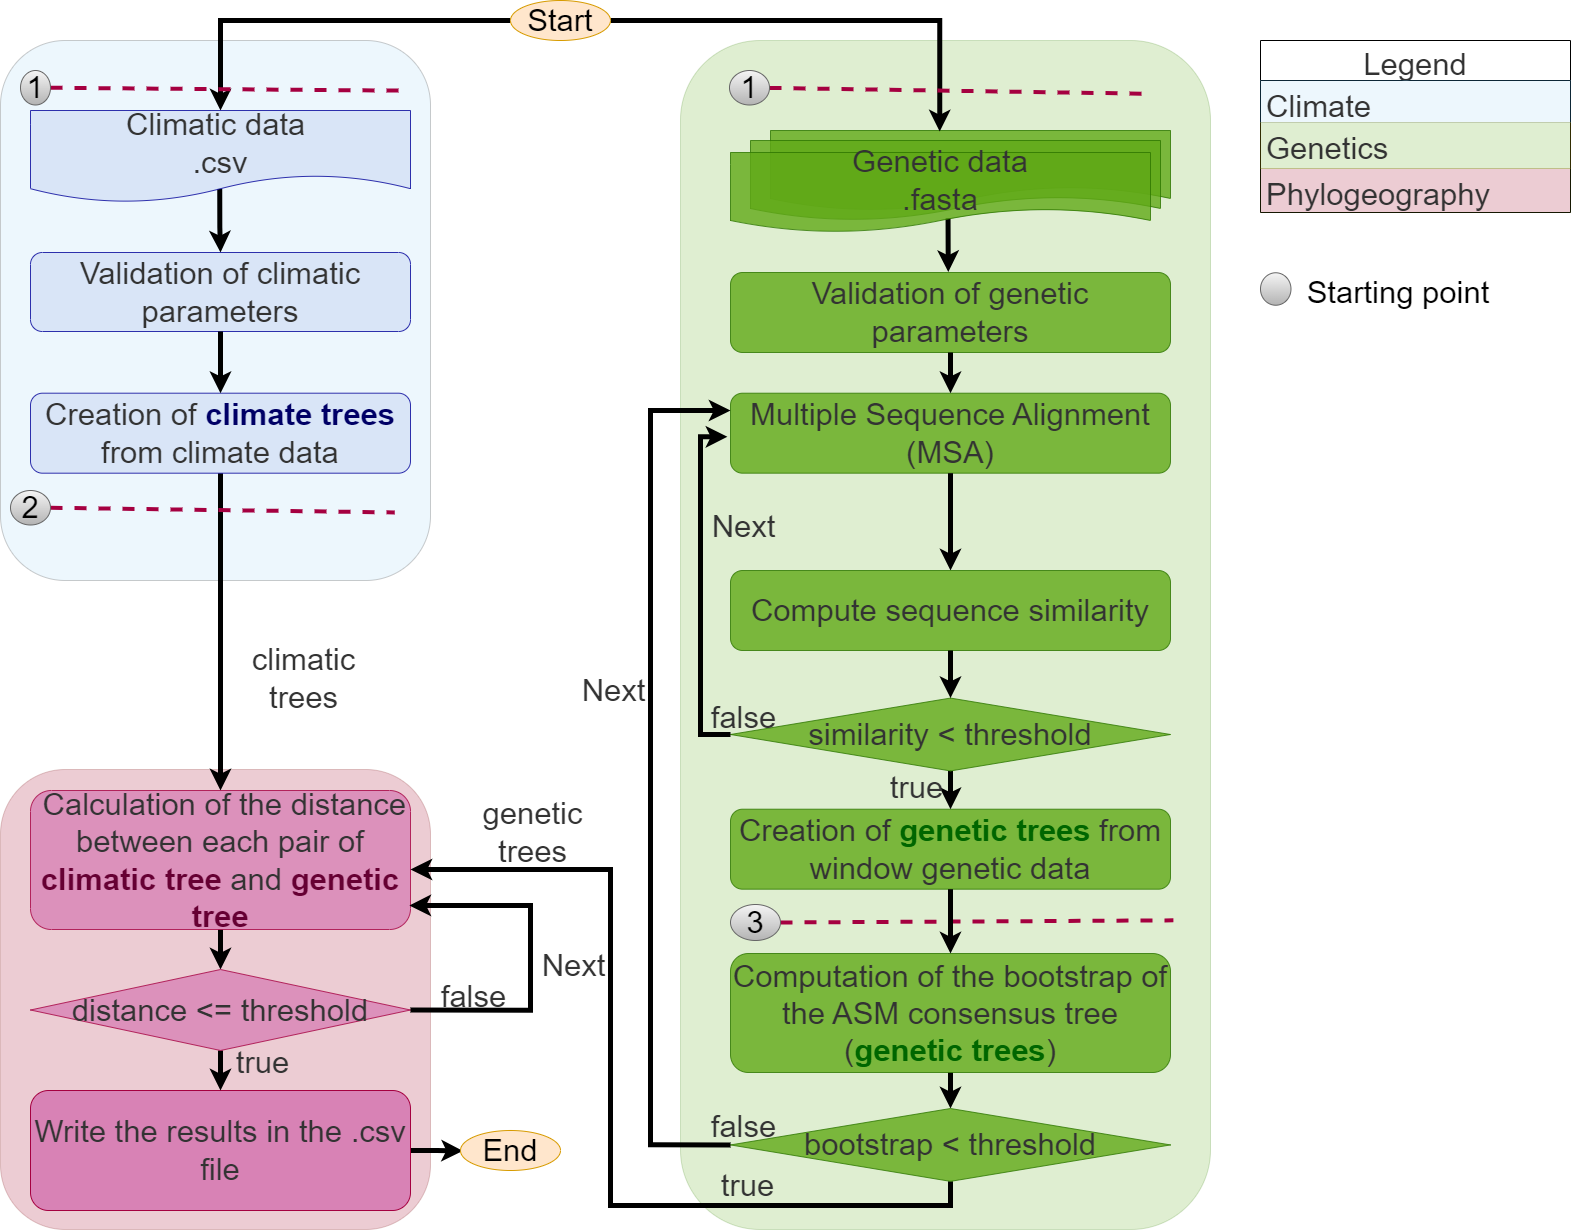 Start
1
Climatic data
.csv
Validation of climatic
parameters
Creation of climate trees
from climate data
2
climatic
trees
Calculation of the distance
between each pair of
climatic tree and genetic
tree
distance <= threshold
false
Next
true
Write the results in the .csv
file
End
1
Genetic data
.fasta
Validation of genetic
parameters
Multiple Sequence Alignment
(MSA)
Next
Compute sequence similarity
Next
false
similarity < threshold
true
Creation of genetic trees from
window genetic data
genetic
trees
3
Computation of the bootstrap of
the ASM consensus tree
(genetic trees)
false
bootstrap < threshold
true
Legend
Climate
Genetics
Phylogeography
Starting point